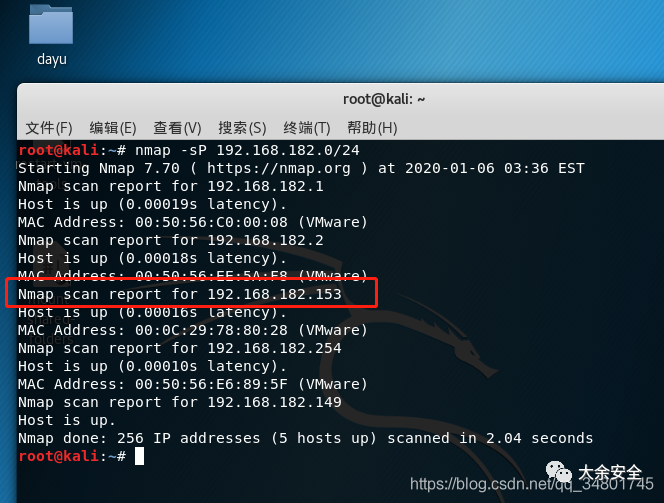 dayu
root@kali: ~
文件(F) 编辑(E) 查看(V) 搜索(S) 终端(T) 帮助(H)
root@kali:~# nmap -sP 192.168.182.0/24
Starting Nmap 7.70 ( https://nmap.org ) at 2020-01-06 03:36 EST
Nmap scan report for 192.168.182.1
Host is up (0.00019s latency).
MAC Address: 00:50:56:C0:00:08 (VMware)
Nmap scan report for 192.168.182.2
Host is up (0.00018s latency).
MAC Address: 00:50:56:EE:5A:F8 (VMware)
Nmap scan report for 192.168.182.153
Host is up (0.00016s latency).
MAC Address: 00:0C:29:78:80:28 (VMware)
Nmap scan report for 192.168.182.254
Host is up (0.00010s latency).
MAC Address: 00:50:56:E6:89:5F (VMware)
Nmap scan report for 192.168.182.149
Host is up.
Nmap done: 256 IP addresses (5 hosts up) scanned in 2.04 seconds
root@kali:~#
大余安全
https://blog.csdn.net/qq_34801745